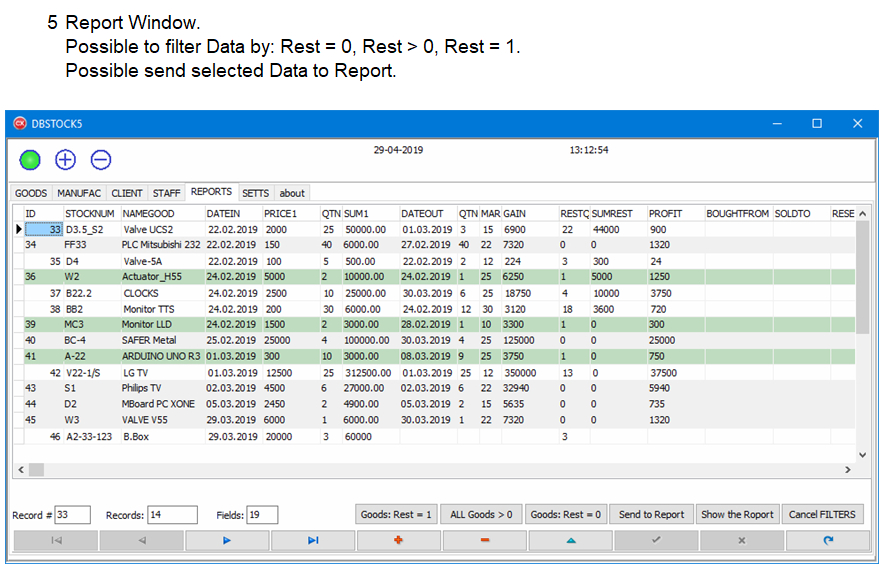 5 Report Window.
Possible to filter Data by: Rest = 0, Rest > 0, Rest = 1.
Possible send selected Data to Report.
DBSTOCK5
29-04-2019 13:12:54
GOODS MANUFAC CLIENT STAFF REPORTS SETTS about
ID STOCKNUM NAMEGOOD DATEIN PRICE1 QTN SUM1 DATEOUT QTN MAR GAIN RESTQ SUMREST PROFIT BOUGHTFROM SOLDTO RESE
33 D3.5_S2 Valve UCS2 22.02.2019 2000 25 50000.00 01.03.2019 3 15 6900 22 44000 900
34 FF33 PLC Mitsubishi 232 22.02.2019 150 40 6000.00 27.02.2019 40 22 7320 0 0 1320
35 D4 Valve-5A 22.02.2019 100 5 500.00 22.02.2019 2 12 224 3 300 24
36 W2 Actuator_H55 24.02.2019 5000 2 10000.00 24.02.2019 1 25 6250 1 5000 1250
37 B22.2 CLOCKS 24.02.2019 2500 10 25000.00 30.03.2019 6 25 18750 4 10000 3750
38 BB2 Monitor TTS 24.02.2019 200 30 6000.00 24.02.2019 12 30 3120 18 3600 720
39 MC3 Monitor LLD 24.02.2019 1500 2 3000.00 28.02.2019 1 10 3300 1 0 300
40 BC-4 SAFER Metal 25.02.2019 25000 4 100000.00 30.03.2019 4 25 125000 0 0 25000
41 A-22 ARDUINO UNO R3 01.03.2019 300 10 3000.00 08.03.2019 9 25 3750 1 0 750
42 V22-1/S LG TV 01.03.2019 12500 25 312500.00 01.03.2019 25 12 350000 13 0 37500
43 S1 Philips TV 02.03.2019 4500 6 27000.00 02.03.2019 6 22 32940 0 0 5940
44 D2 MBoard PC XONE 05.03.2019 2450 2 4900.00 05.03.2019 2 15 5635 0 0 735
45 W3 VALVE V55 29.03.2019 6000 1 6000.00 30.03.2019 1 22 7320 0 0 1320
46 A2-33-123 B.Box 29.03.2019 20000 3 60000 3
Record # 33 Records: 14 Fields: 19 Goods: Rest = 1 ALL Goods > 0 Goods: Rest = 0 Send to Report Show the Roport Cancel FILTERS